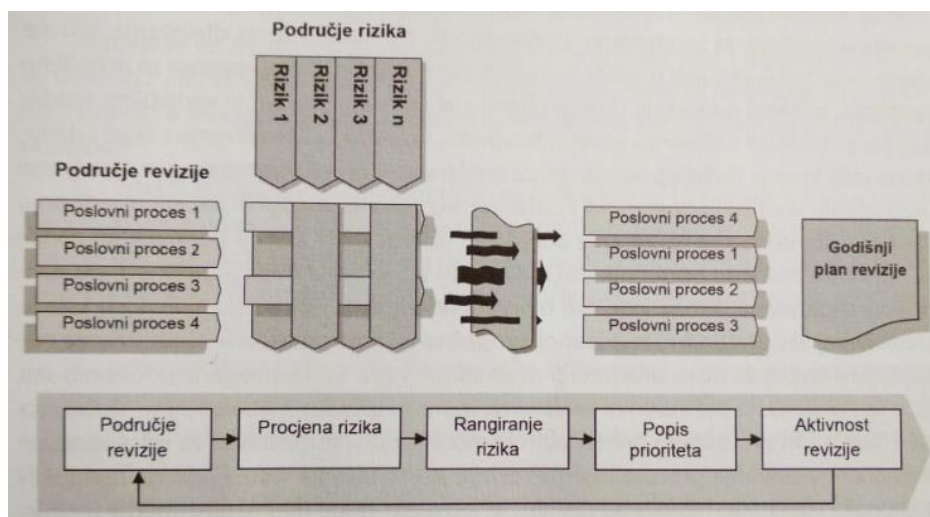 Područje rizika
Rizik 1
Rizik 2
Rizik 3
Rizik n
Područje revizije
Poslovni proces 1
Poslovni proces 2
Poslovni proces 3
Poslovni proces 4
Poslovni proces 4
Poslovni proces 1
Poslovni proces 2
Poslovni proces 3
Godišnji
plan revizije
Područje
revizije
Procjena rizika
Rangiranje
rizika
Popis
prioriteta
Aktivnost
revizije